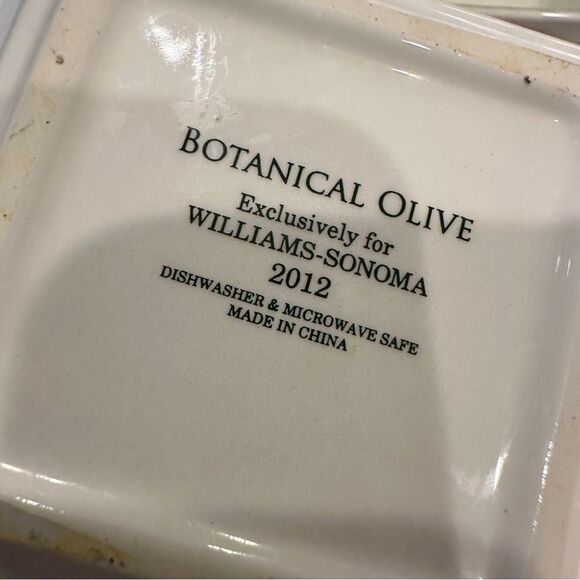 BOTANICAL OLIVE
Exclusively for
WILLIAMS-SONOMA
2012
DISHWASHER & MICROWAVE SAFE
MADE IN CHINA